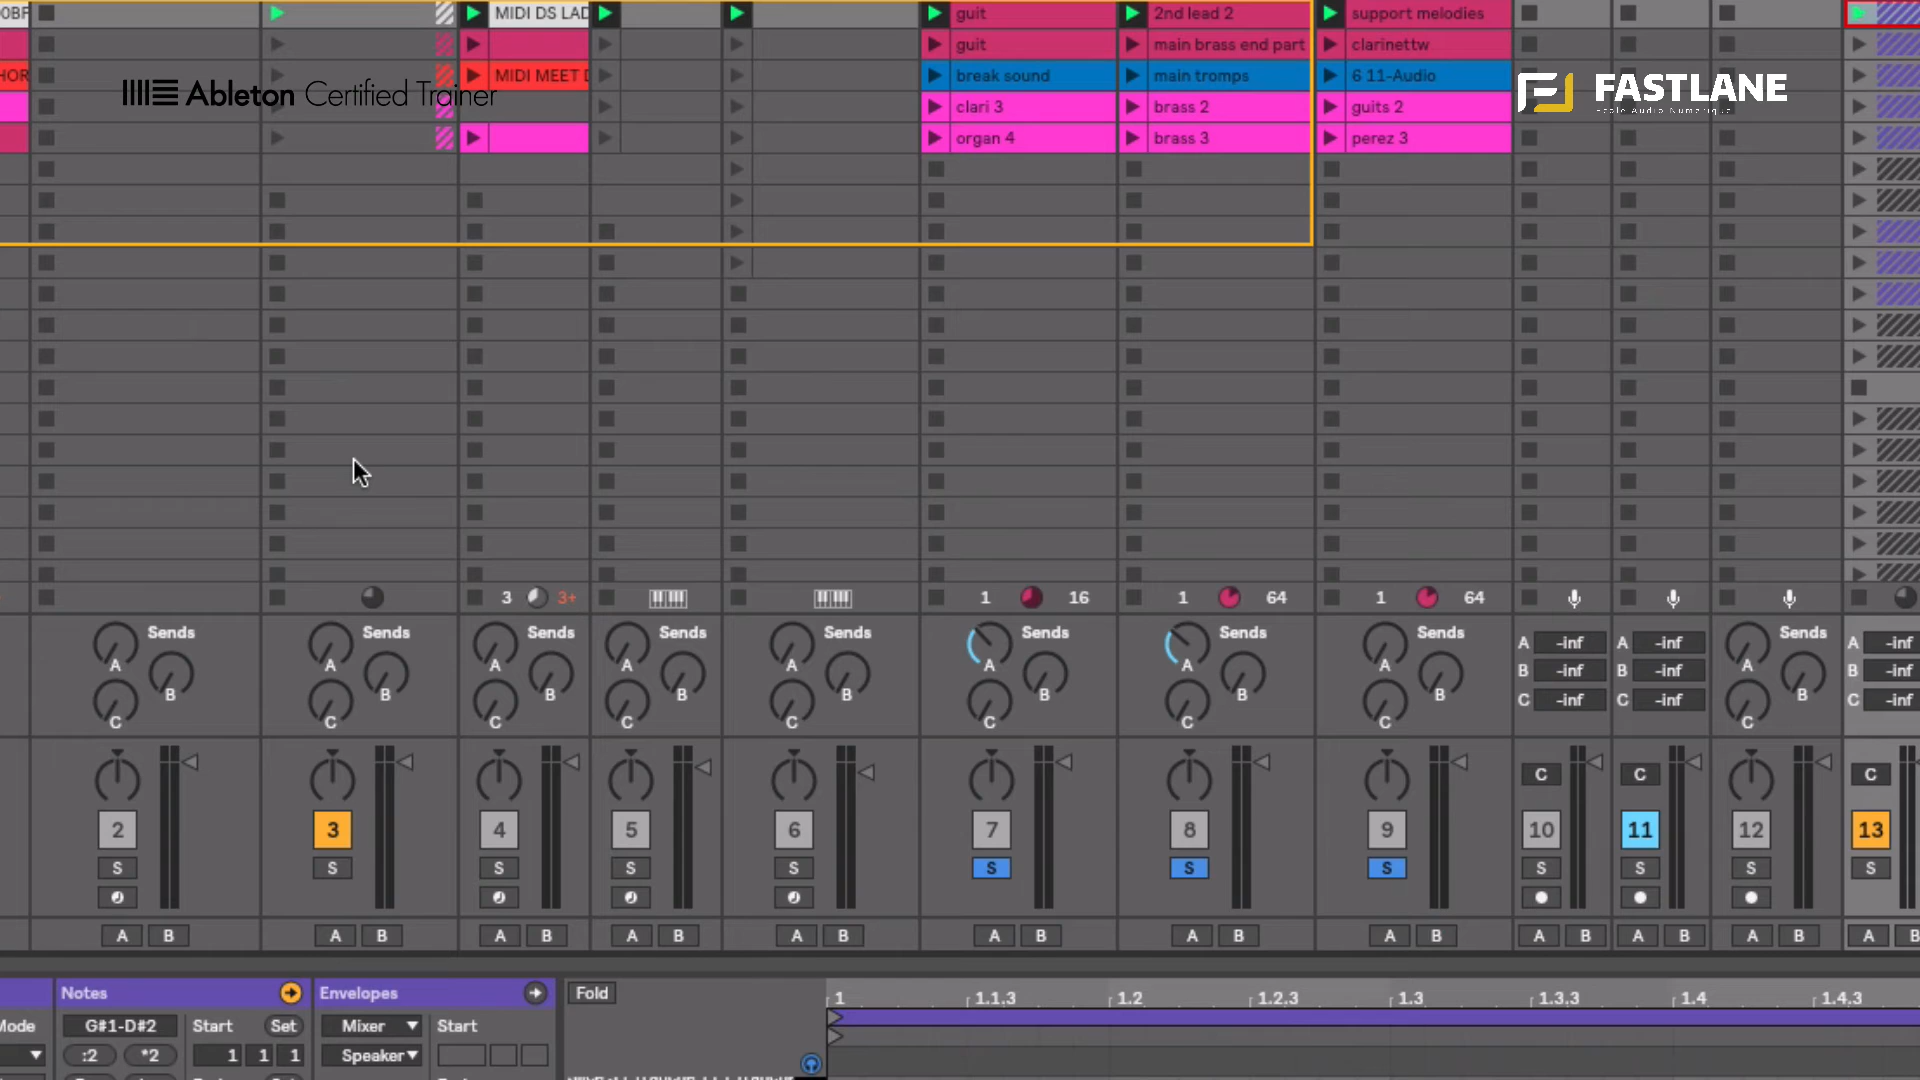 0BF
MIDI DS LAD
guit
2nd lead 2
support melodies
guit
main brass end part
clarinettw
HOR
MIDI MEET
break sound
main tromps
6 11-Audio
Ableton Certified Trainer
FASTLANE
clari 3
brass 2
guits 2
organ 4
brass 3
perez 3
3 3+
1 16
1 64
1 64
Sends Sends Sends Sends Sends Sends Sends Sends Sends
A A A A A A A A A
B B B B B B B B B
C C C C C C C C C
A -inf A -inf A -inf
B -inf B -inf B -inf
C -inf C -inf C -inf
C C C
2 3 4 5 6 7 8 9 10 11 12 13
S S S S S S S S S S S S
A B A B A B A B A B A B A B A B A B A B A B A B
Notes Envelopes Fold
1 1.1.3 1.2 1.2.3 1.3 1.3.3 1.4 1.4.3
Mode G#1-D#2 Start Set Mixer Start
:2 *2 1 1 1 Speaker